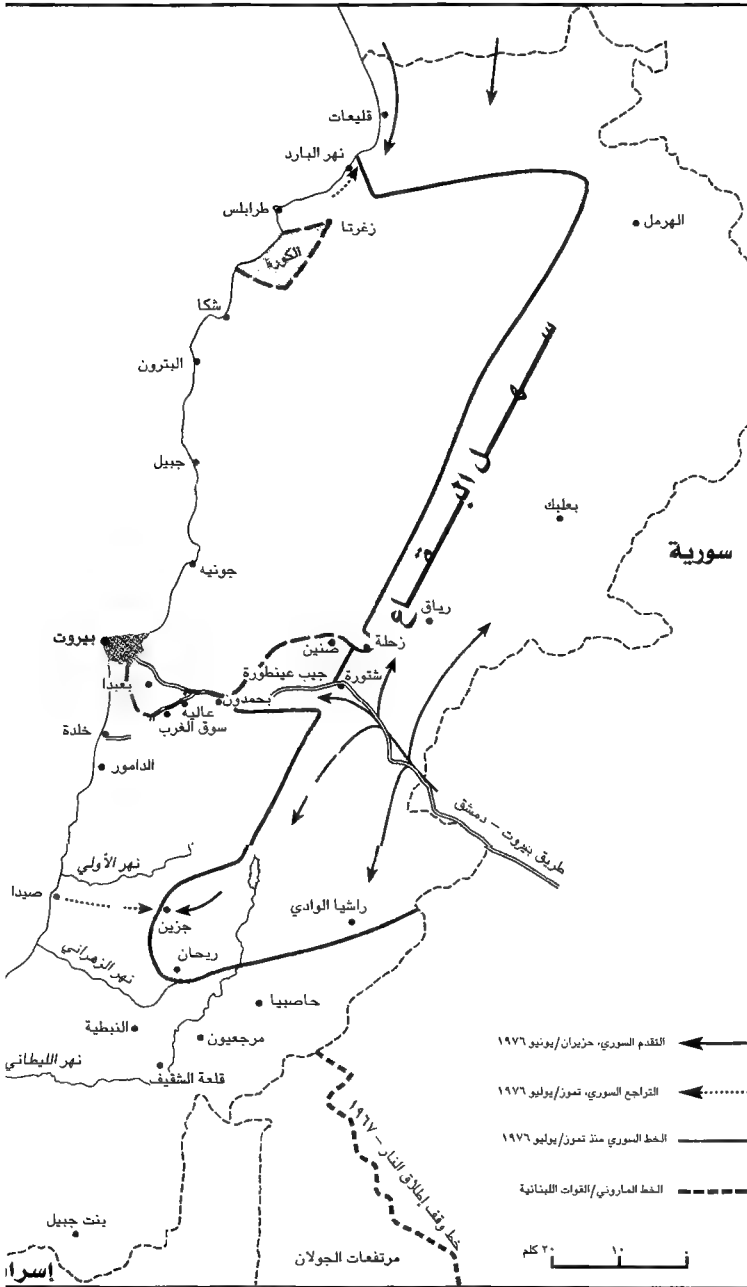 قليعات
نهر البارد
طرابلس
زغرتا
الهرمل
الكورة
شكا
البترون
سهل البقاع
جبيل
بعلبك
سورية
جونيه
رياق
بيروت
صنين
زحلة
بعبدا
جيب عينطورة
شتورة
بحمدون
عاليه
سوق الغرب
خلدة
الدامور
طريق بيروت - دمشق
نهر الأولي
صيدا
جزين
راشيا الوادي
ريحان
نهر الزهراني
حاصبيا
النبطية
مرجعيون
نهر الليطاني
قلعة الشقيف
التقدم السوري، حزيران/يونيو ١٩٧٦
التراجع السوري، تموز/يوليو ١٩٧٦
الخط السوري منذ تموز/يوليو ١٩٧٦
الخط الماروني/القوات اللبنانية
خط وقف إطلاق النار - ١٩٦٧
بنت جبيل
مرتفعات الجولان
٠ ١٠ ٢٠ كلم
إسرا